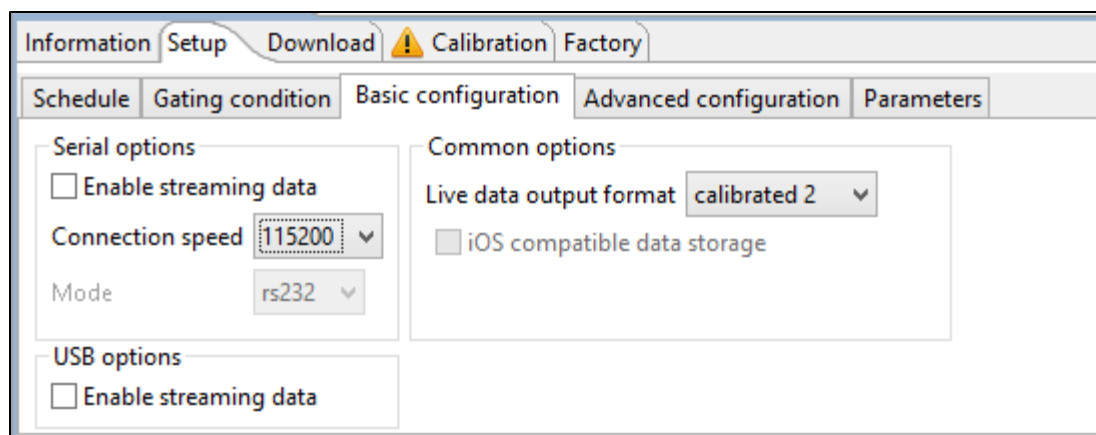 Information Setup Download Calibration Factory
Schedule Gating condition Basic configuration Advanced configuration Parameters
Serial options
Enable streaming data
Connection speed 115200
Mode rs232
Common options
Live data output format calibrated 2
iOS compatible data storage
USB options
Enable streaming data